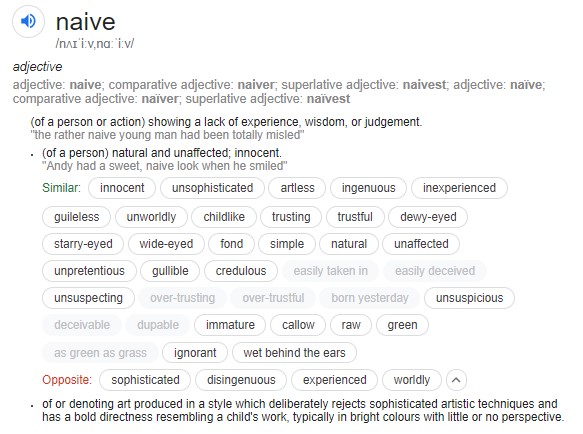 naive
/nʌɪˈiːv,nɑːˈiːv/
adjective
adjective: naive; comparative adjective: naiver; superlative adjective: naivest; adjective: naïve;
comparative adjective: naïver; superlative adjective: naïvest
(of a person or action) showing a lack of experience, wisdom, or judgement.
"the rather naive young man had been totally misled"
• (of a person) natural and unaffected; innocent.
"Andy had a sweet, naive look when he smiled"
Similar: innocent unsophisticated artless ingenuous inexperienced
guileless unworldly childlike trusting trustful dewy-eyed
starry-eyed wide-eyed fond simple natural unaffected
unpretentious gullible credulous easily taken in easily deceived
unsuspecting over-trusting over-trustful born yesterday unsuspicious
deceivable dupable immature callow raw green
as green as grass ignorant wet behind the ears
Opposite: sophisticated disingenuous experienced worldly
• of or denoting art produced in a style which deliberately rejects sophisticated artistic techniques and
has a bold directness resembling a child's work, typically in bright colours with little or no perspective.